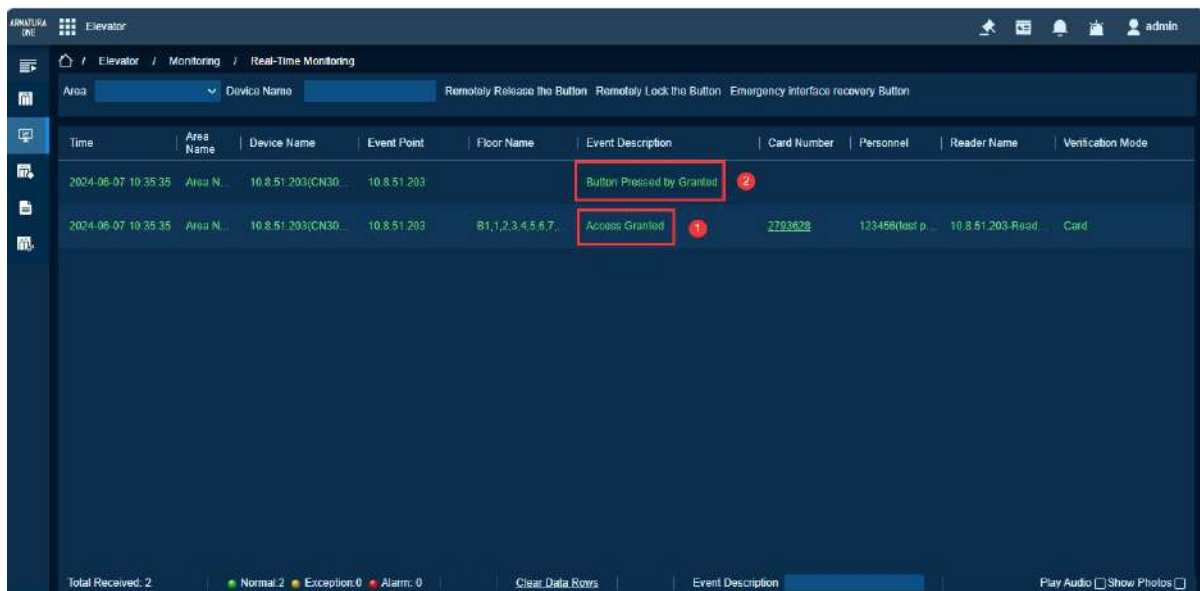 ARMATURA ONE Elevator admin
/ Elevator / Monitoring / Real-Time Monitoring
Area Device Name Remotely Release the Button Remotely Lock the Button Emergency interface recovery Button
Time Area Name Device Name Event Point Floor Name Event Description Card Number Personnel Reader Name Verification Mode
2024-06-07 10:35:35 Area N... 10.8.51.203(CN30... 10.8.51.203 Button Pressed by Granted 2
2024-06-07 10:35:35 Area N... 10.8.51.203(CN30... 10.8.51.203 B1,1,2,3,4,5,6,7,... Access Granted 1 2793628 123456(test p... 10.8.51.203-Read... Card
Total Received: 2 Normal:2 Exception:0 Alarm: 0 Clear Data Rows Event Description Play Audio Show Photos